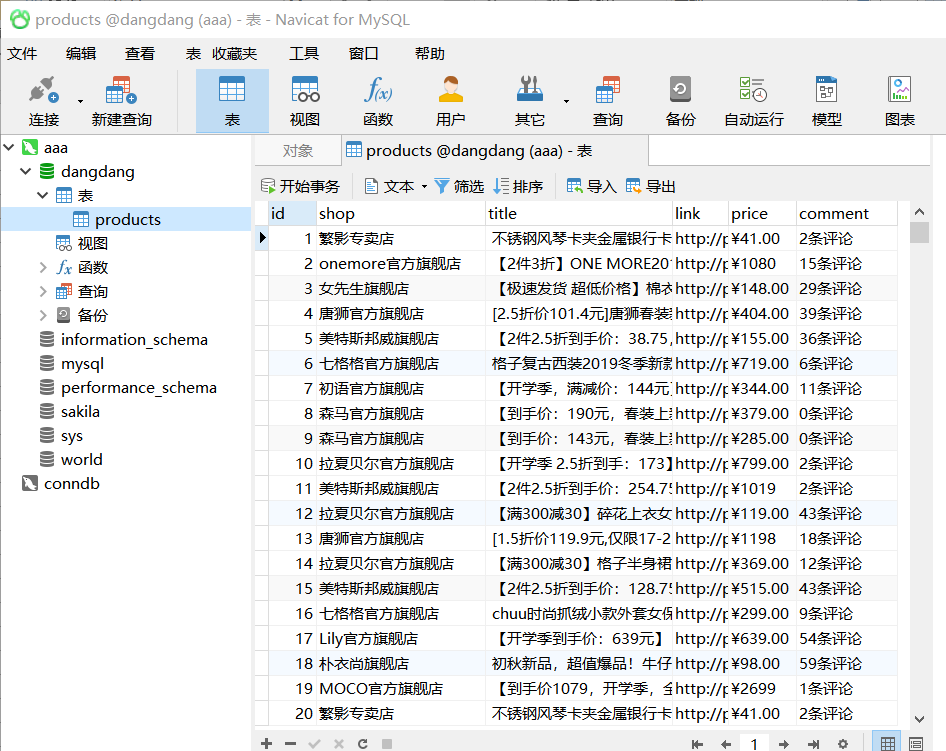 products @dangdang (aaa) - 表 - Navicat for MySQL
文件 编辑 查看 表 收藏夹 工具 窗口 帮助
连接 新建查询 表 视图 函数 用户 其它 查询 备份 自动运行 模型 图表
aaa
dangdang
表
products
视图
函数
查询
备份
information_schema
mysql
performance_schema
sakila
sys
world
conndb
对象 products @dangdang (aaa) - 表
开始事务 文本 筛选 排序 导入 导出
id shop title link price comment
1 繁影专卖店 不锈钢风琴卡夹金属银行卡 http://p ¥41.00 2条评论
2 onemore官方旗舰店 【2件3折】ONE MORE201 http://p ¥1080 15条评论
3 女先生旗舰店 【极速发货 超低价格】棉衣 http://p ¥148.00 29条评论
4 唐狮官方旗舰店 [2.5折价101.4元]唐狮春装 http://p ¥404.00 39条评论
5 美特斯邦威旗舰店 【2件2.5折到手价：38.75, http://p ¥155.00 36条评论
6 七格格官方旗舰店 格子复古西装2019冬季新款 http://p ¥719.00 6条评论
7 初语官方旗舰店 【开学季，满减价：144元 http://p ¥344.00 11条评论
8 森马官方旗舰店 【到手价：190元，春装上 http://p ¥379.00 0条评论
9 森马官方旗舰店 【到手价：143元，春装上 http://p ¥285.00 0条评论
10 拉夏贝尔官方旗舰店 【开学季 2.5折到手：173】 http://p ¥799.00 2条评论
11 美特斯邦威旗舰店 【2件2.5折到手价：254.75 http://p ¥1019 2条评论
12 拉夏贝尔官方旗舰店 【满300减30】碎花上衣女 http://p ¥119.00 43条评论
13 唐狮官方旗舰店 [1.5折价119.9元,仅限17-2 http://p ¥1198 18条评论
14 拉夏贝尔官方旗舰店 【满300减30】格子半身裙 http://p ¥369.00 12条评论
15 美特斯邦威旗舰店 【2件2.5折到手价：128.75 http://p ¥515.00 43条评论
16 七格格官方旗舰店 chuu时尚抓绒小款外套女保 http://p ¥299.00 9条评论
17 Lily官方旗舰店 【开学季到手价：639元】 http://p ¥639.00 54条评论
18 朴衣尚旗舰店 初秋新品，超值爆品！牛仔 http://p ¥98.00 59条评论
19 MOCO官方旗舰店 【到手价1079，开学季，全 http://p ¥2699 1条评论
20 繁影专卖店 不锈钢风琴卡夹金属银行卡 http://p ¥41.00 2条评论
1